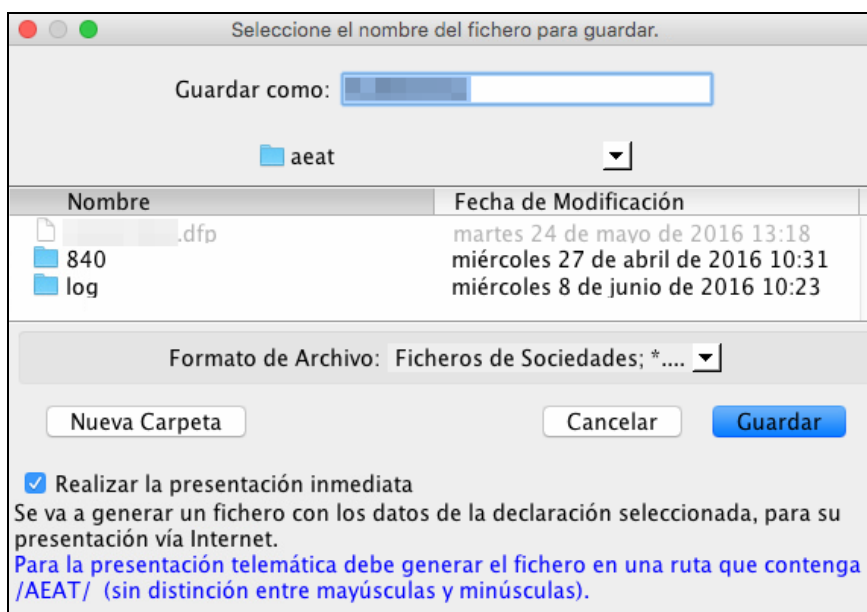 Seleccione el nombre del fichero para guardar.
Guardar como:
aeat
Nombre Fecha de Modificación
.dfp martes 24 de mayo de 2016 13:18
840 miércoles 27 de abril de 2016 10:31
log miércoles 8 de junio de 2016 10:23
Formato de Archivo: Ficheros de Sociedades; *....
Nueva Carpeta Cancelar Guardar
Realizar la presentación inmediata
Se va a generar un fichero con los datos de la declaración seleccionada, para su
presentación vía Internet.
Para la presentación telemática debe generar el fichero en una ruta que contenga
/AEAT/ (sin distinción entre mayúsculas y minúsculas).